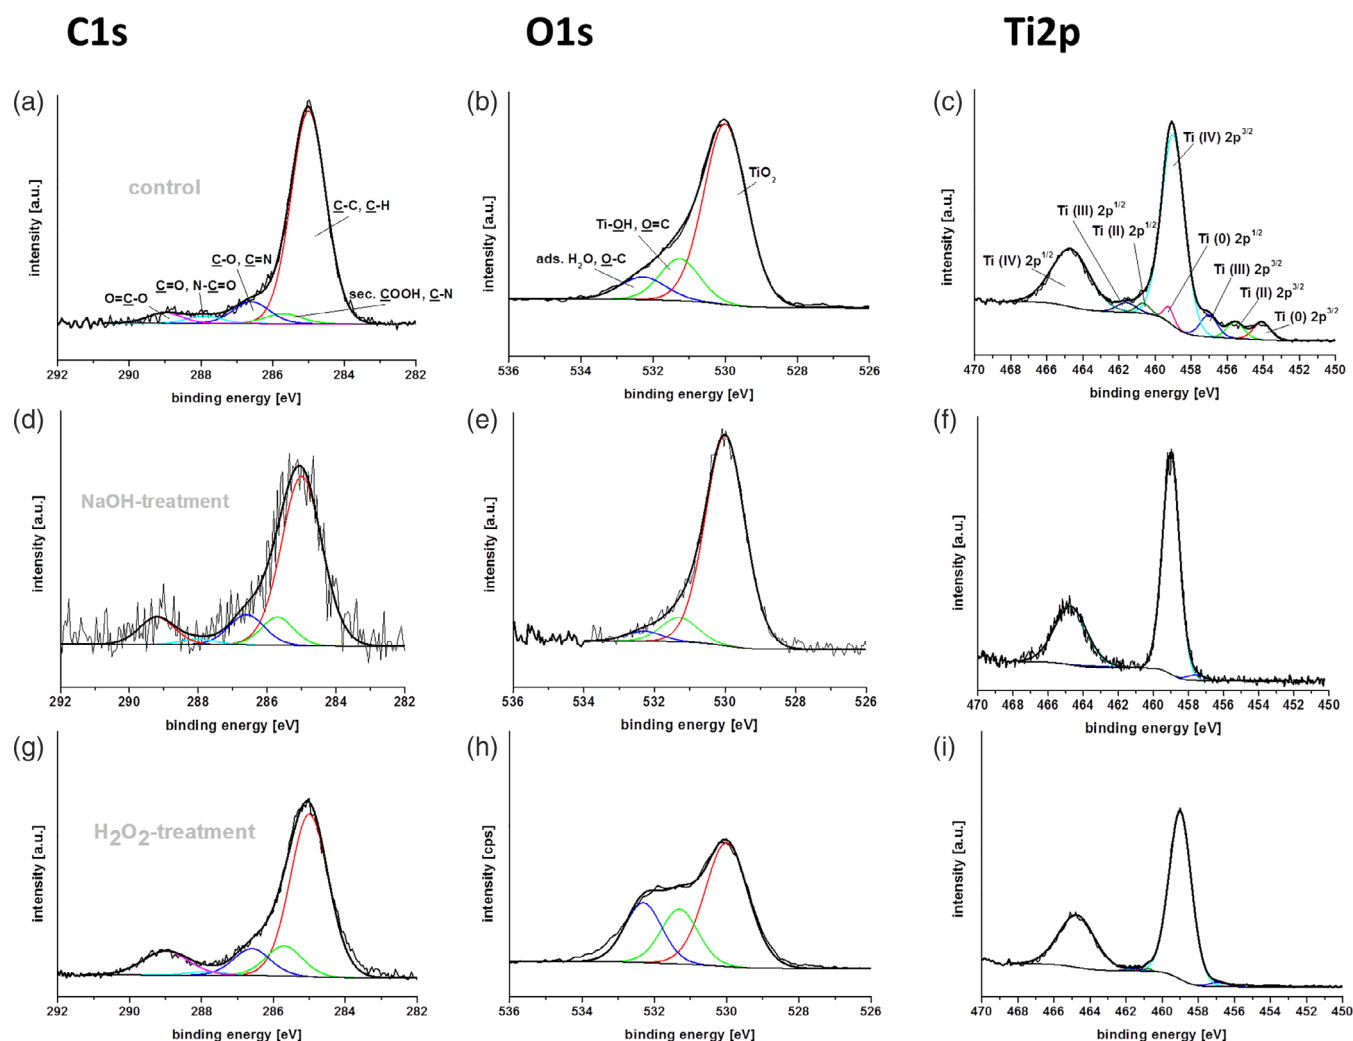 C1s
O1s
Ti2p
(a)
control
C-C, C-H
C-O, C=N
C=O, N-C=O
O=C-O
sec. COOH, C-N
intensity [a.u.]
292 290 288 286 284 282
binding energy [eV]
(b)
TiO2
Ti-OH, O=C
ads. H2O, O-C
intensity [a.u.]
536 534 532 530 528 526
binding energy [eV]
(c)
Ti (IV) 2p3/2
Ti (III) 2p1/2
Ti (II) 2p1/2
Ti (0) 2p1/2
Ti (IV) 2p1/2
Ti (III) 2p3/2
Ti (II) 2p3/2
Ti (0) 2p3/2
intensity [a.u.]
470 468 466 464 462 460 458 456 454 452 450
binding energy [eV]
(d)
NaOH-treatment
intensity [a.u.]
292 290 288 286 284 282
binding energy [eV]
(e)
intensity [a.u.]
536 534 532 530 528 526
binding energy [eV]
(f)
intensity [a.u.]
470 468 466 464 462 460 458 456 454 452 450
binding energy [eV]
(g)
H2O2-treatment
intensity [a.u.]
292 290 288 286 284 282
binding energy [eV]
(h)
intensity [cps]
536 534 532 530 528 526
binding energy [eV]
(i)
intensity [a.u.]
470 468 466 464 462 460 458 456 454 452 450
binding energy [eV]